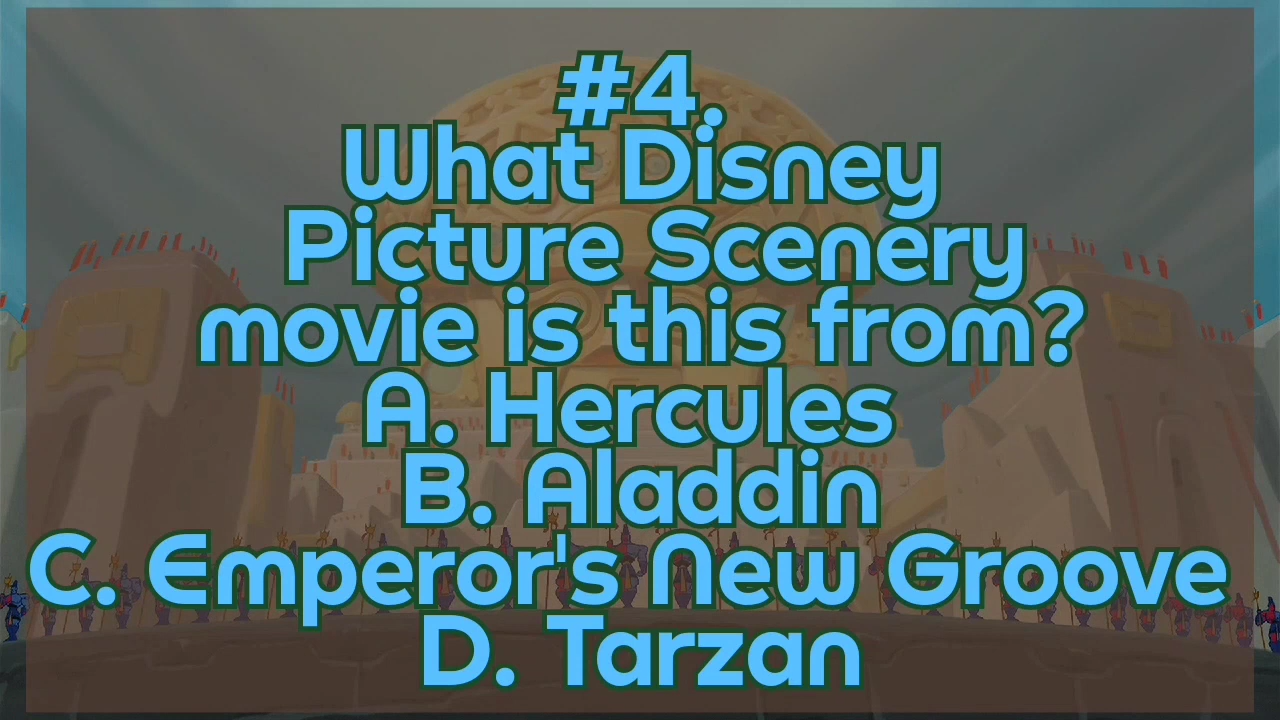 #4.
What Disney
Picture Scenery
movie is this from?
A. Hercules
B. Aladdin
C. Emperor's New Groove
D. Tarzan